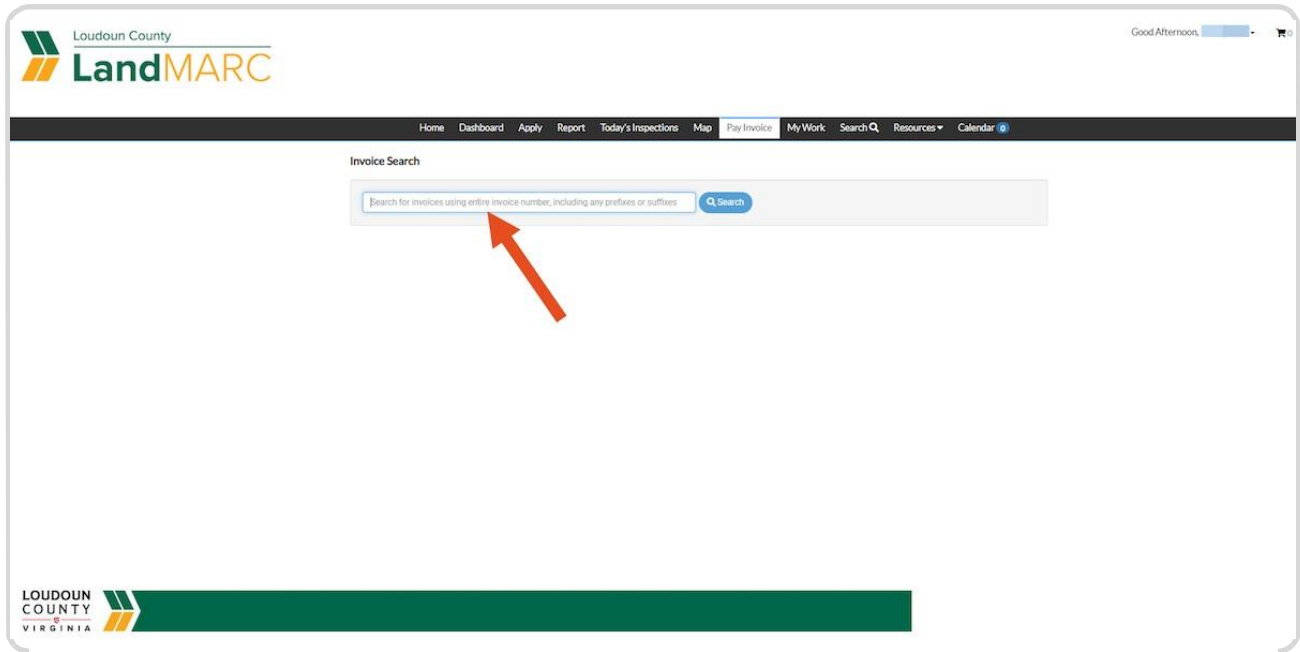 Loudoun County
LandMARC
Good Afternoon,
0
Home Dashboard Apply Report Today's Inspections Map Pay Invoice My Work Search Resources Calendar 0
Invoice Search
Search for invoices using entire invoice number, including any prefixes or suffixes
Search
LOUDOUN
COUNTY
VIRGINIA